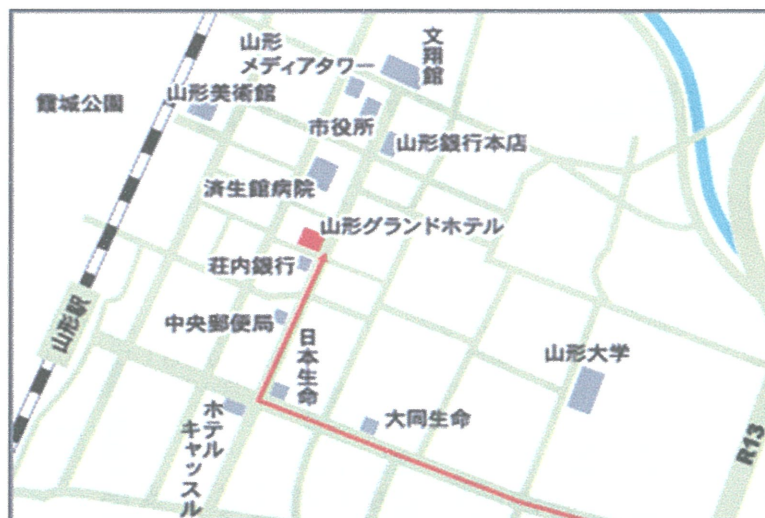 山形
メディアタワー
文翔館
霞城公園
山形美術館
市役所
山形銀行本店
済生館病院
山形グランドホテル
荘内銀行
中央郵便局
山形駅
日本生命
山形大学
大同生命
ホテル
キャッスル
R13